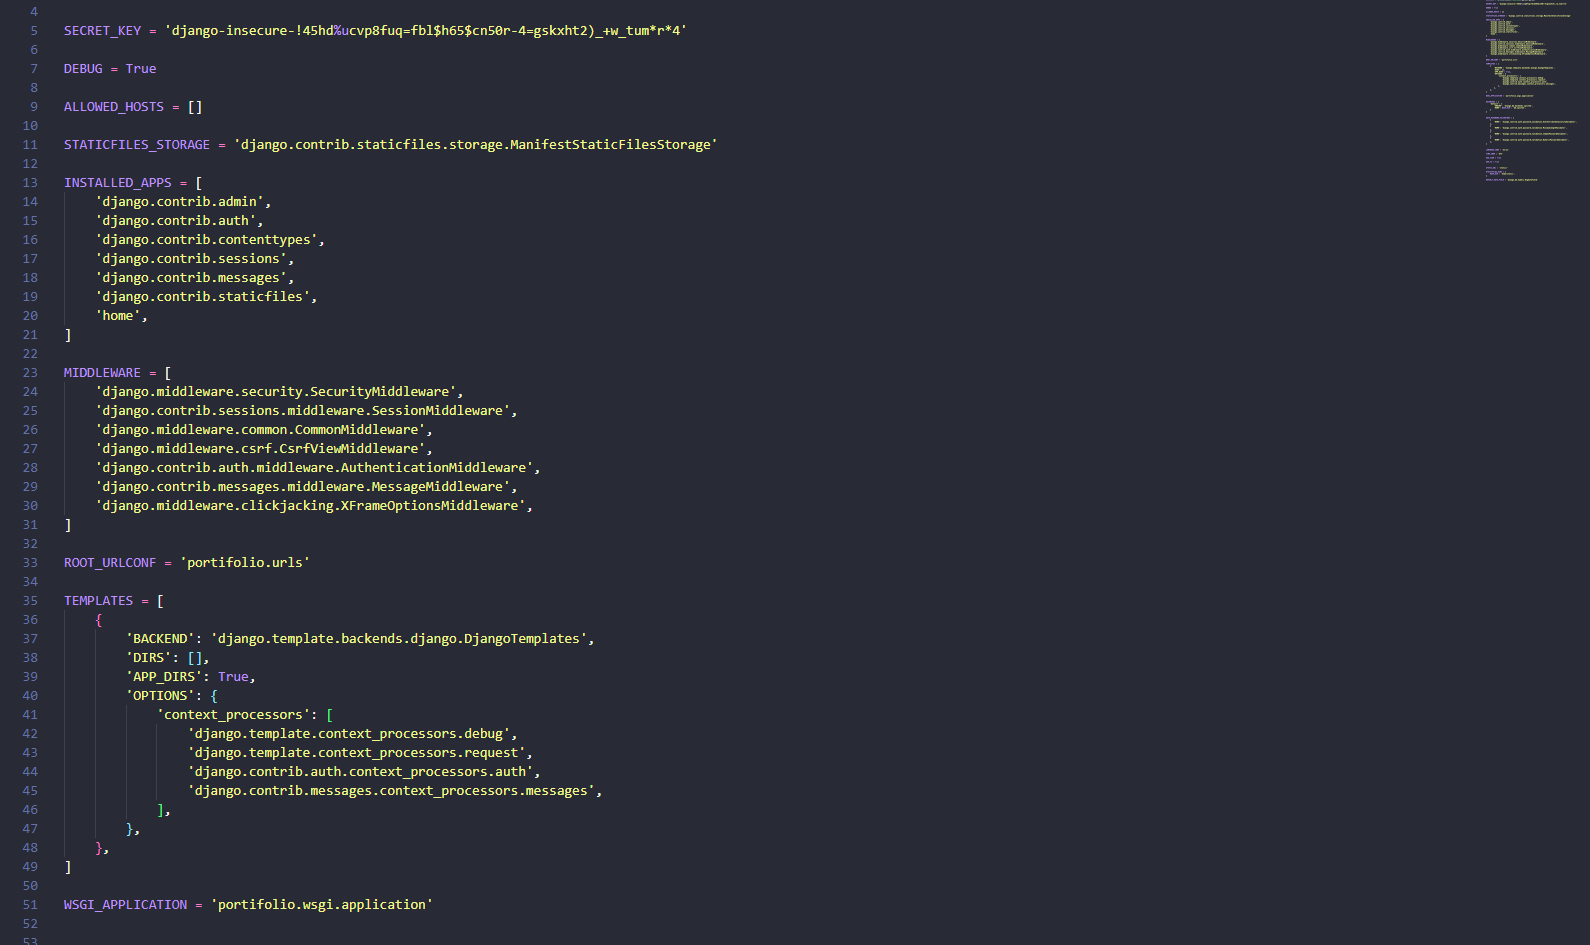 4
5 SECRET_KEY = 'django-insecure-!45hd%ucvp8fuq=fbl$h65$cn50r-4=gskxht2)_+w_tum*r*4'
6
7 DEBUG = True
8
9 ALLOWED_HOSTS = []
10
11 STATICFILES_STORAGE = 'django.contrib.staticfiles.storage.ManifestStaticFilesStorage'
12
13 INSTALLED_APPS = [
14     'django.contrib.admin',
15     'django.contrib.auth',
16     'django.contrib.contenttypes',
17     'django.contrib.sessions',
18     'django.contrib.messages',
19     'django.contrib.staticfiles',
20     'home',
21 ]
22
23 MIDDLEWARE = [
24     'django.middleware.security.SecurityMiddleware',
25     'django.contrib.sessions.middleware.SessionMiddleware',
26     'django.middleware.common.CommonMiddleware',
27     'django.middleware.csrf.CsrfViewMiddleware',
28     'django.contrib.auth.middleware.AuthenticationMiddleware',
29     'django.contrib.messages.middleware.MessageMiddleware',
30     'django.middleware.clickjacking.XFrameOptionsMiddleware',
31 ]
32
33 ROOT_URLCONF = 'portifolio.urls'
34
35 TEMPLATES = [
36     {
37         'BACKEND': 'django.template.backends.django.DjangoTemplates',
38         'DIRS': [],
39         'APP_DIRS': True,
40         'OPTIONS': {
41             'context_processors': [
42                 'django.template.context_processors.debug',
43                 'django.template.context_processors.request',
44                 'django.contrib.auth.context_processors.auth',
45                 'django.contrib.messages.context_processors.messages',
46             ],
47         },
48     },
49 ]
50
51 WSGI_APPLICATION = 'portifolio.wsgi.application'
52
53